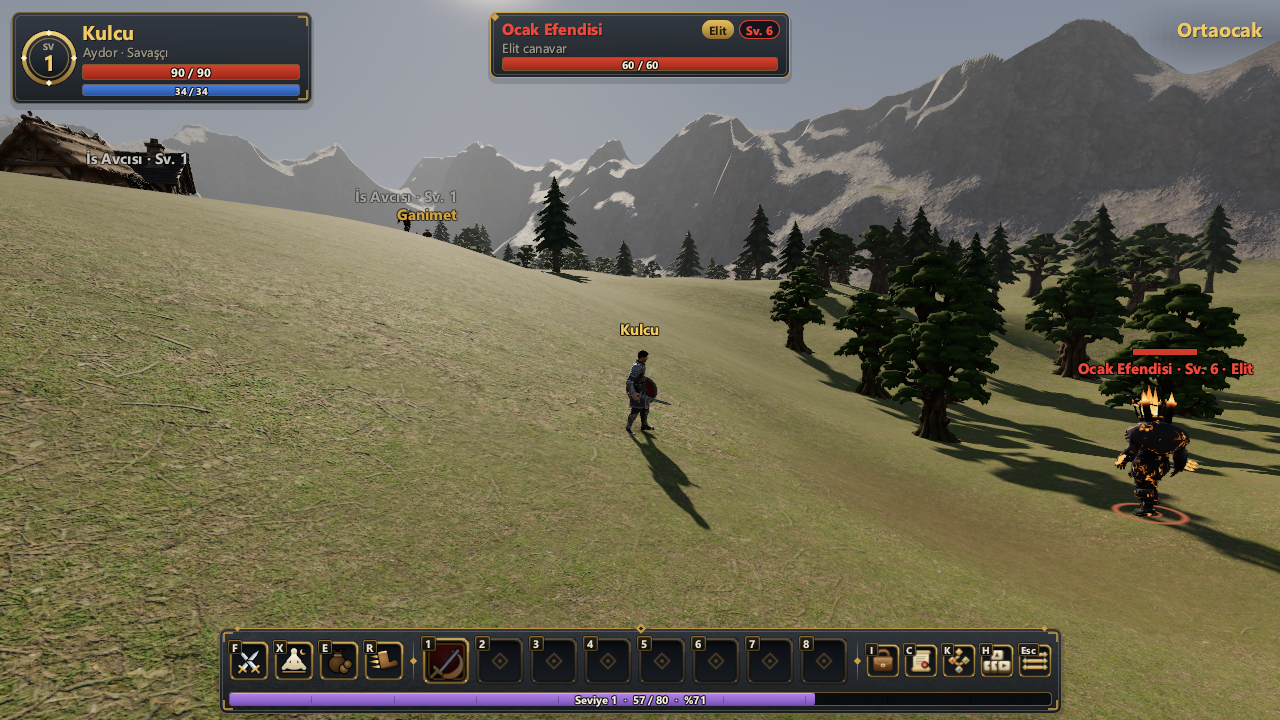 Kulcu
SV
1
Aydor · Savaşçı
90 / 90
34 / 34
Ocak Efendisi
Elit
Sv. 6
Elit canavar
60 / 60
Ortaocak
İs Avcısı · Sv. 1
İs Avcısı · Sv. 1
Ganimet
Kulcu
Ocak Efendisi · Sv. 6 · Elit
F
X
E
R
1
2
3
4
5
6
7
8
I
C
K
H
Esc
Seviye 1 · 57 / 80 · %71